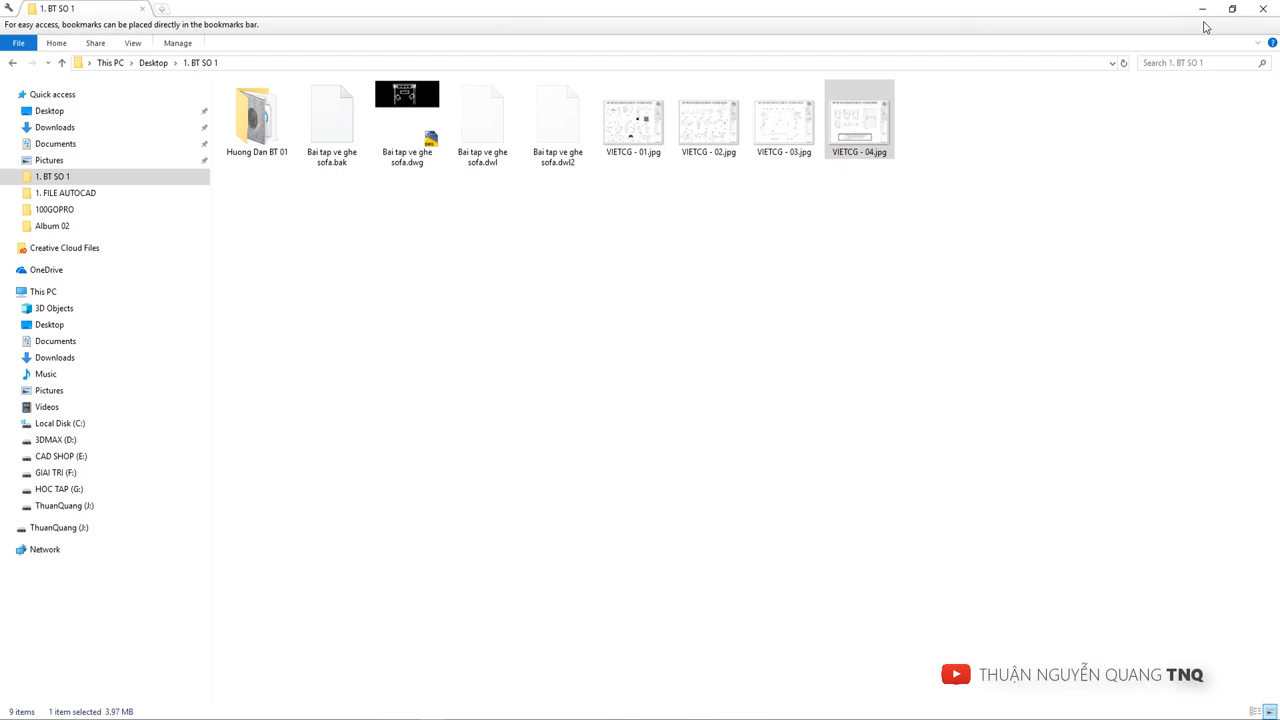 1. BT SO 1
For easy access, bookmarks can be placed directly in the bookmarks bar.
File Home Share View Manage
This PC Desktop 1. BT SO 1
Search 1. BT SO 1
Quick access
Desktop
Downloads
Documents
Pictures
1. BT SO 1
1. FILE AUTOCAD
100GOPRO
Album 02
Creative Cloud Files
OneDrive
This PC
3D Objects
Desktop
Documents
Downloads
Music
Pictures
Videos
Local Disk (C:)
3DMAX (D:)
CAD SHOP (E:)
GIAI TRI (F:)
HOC TAP (G:)
ThuanQuang (J:)
ThuanQuang (J:)
Network
Huong Dan BT 01
Bai tap ve ghe
sofa.bak
Bai tap ve ghe
sofa.dwg
Bai tap ve ghe
sofa.dwl
Bai tap ve ghe
sofa.dwl2
VIETCG - 01.jpg
VIETCG - 02.jpg
VIETCG - 03.jpg
VIETCG - 04.jpg
THUẬN NGUYỄN QUANG TNQ
9 items 1 item selected 3.97 MB